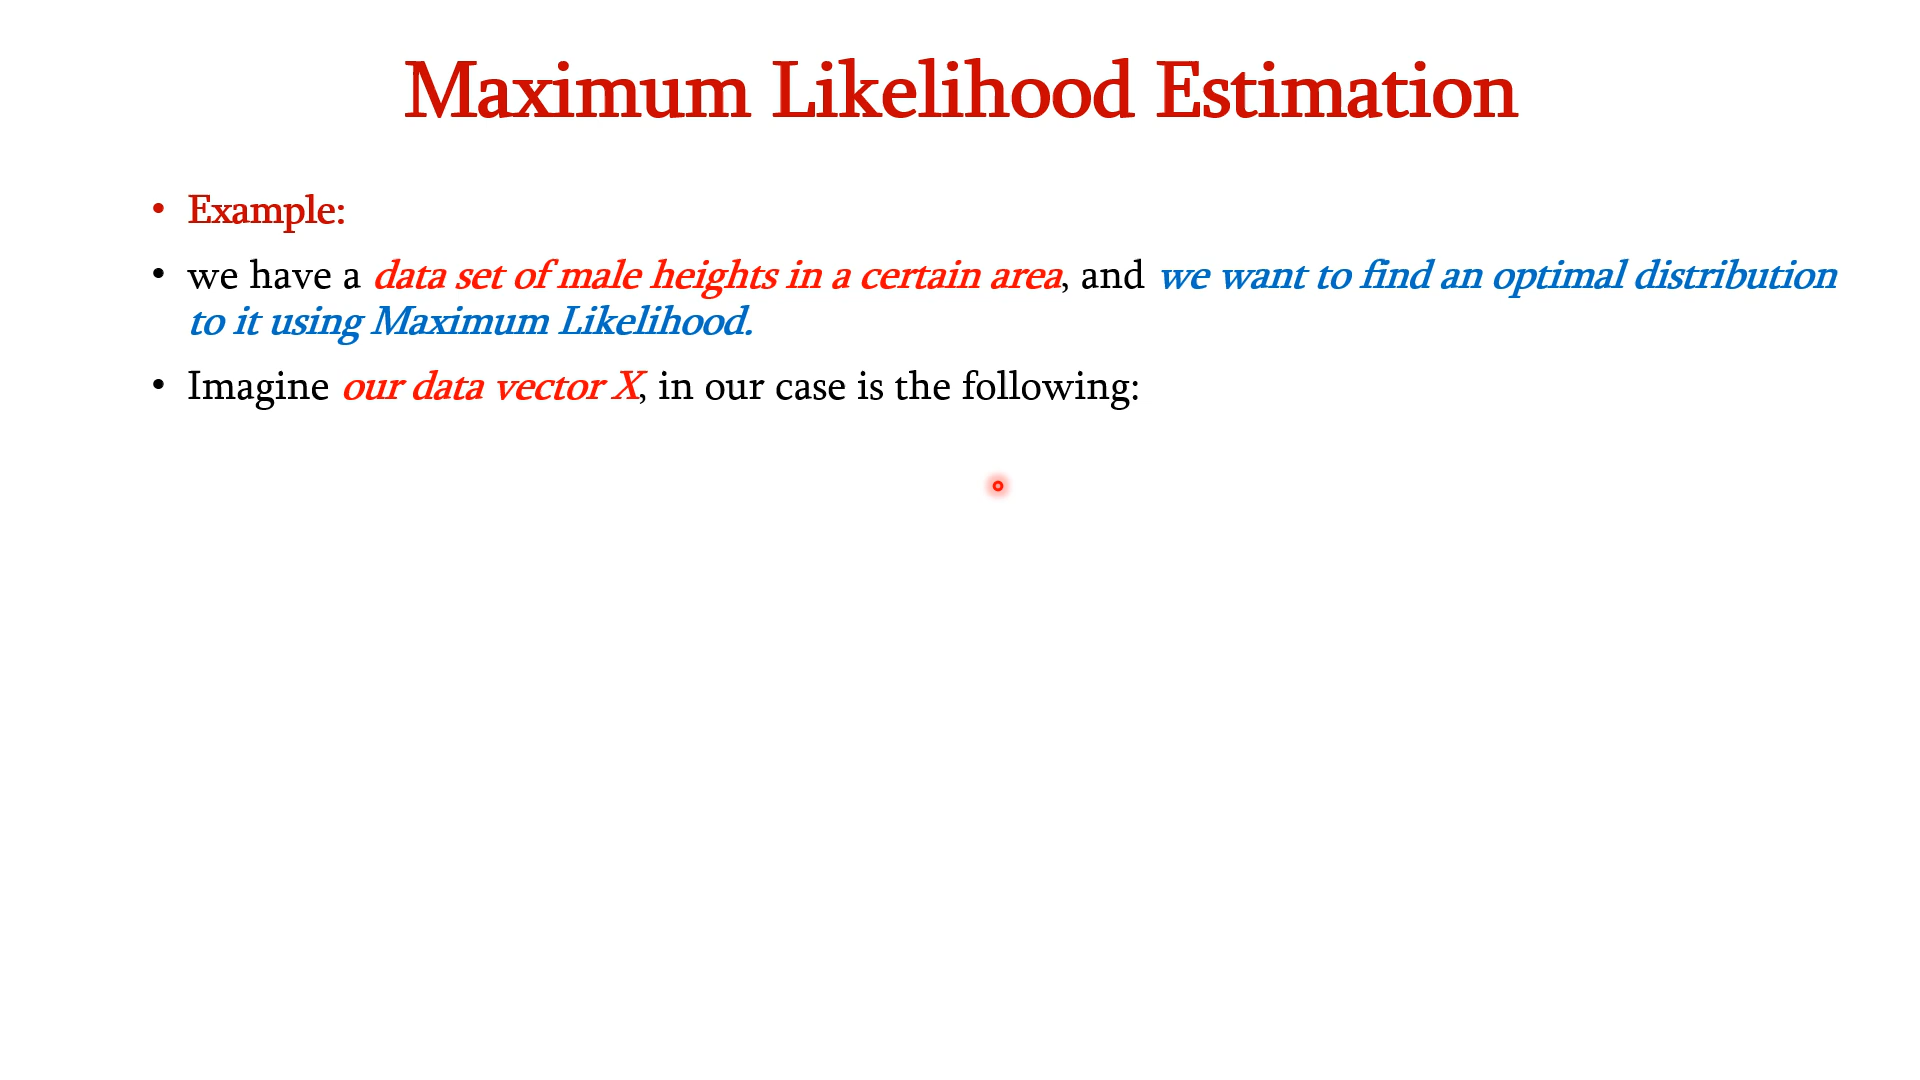 Maximum Likelihood Estimation
• Example:
• we have a data set of male heights in a certain area, and we want to find an optimal distribution
to it using Maximum Likelihood.
• Imagine our data vector X, in our case is the following: